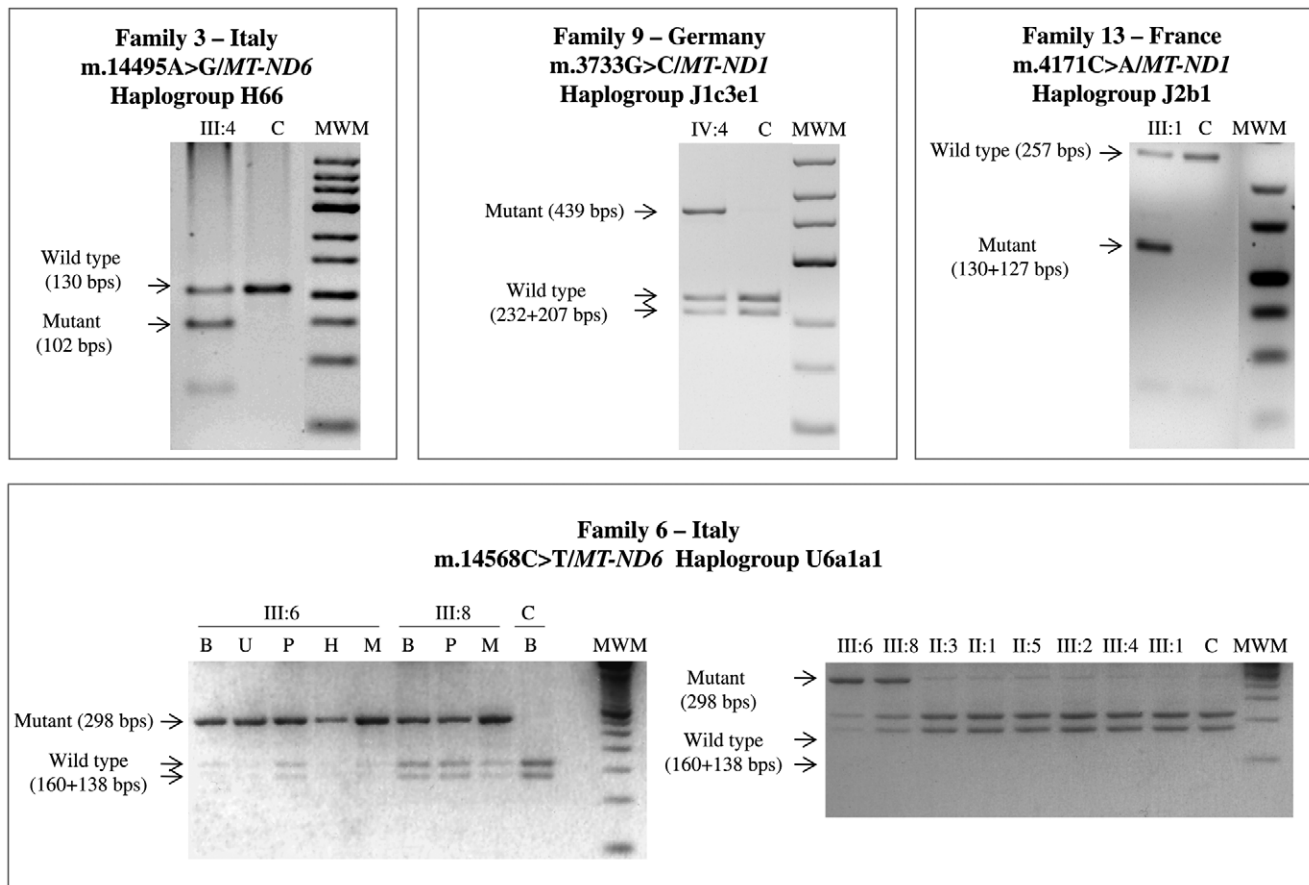 Family 3 – Italy
m.14495A>G/MT-ND6
Haplogroup H66
III:4 C MWM
Wild type
(130 bps)
Mutant
(102 bps)
Family 9 – Germany
m.3733G>C/MT-ND1
Haplogroup J1c3e1
IV:4 C MWM
Mutant (439 bps)
Wild type
(232+207 bps)
Family 13 – France
m.4171C>A/MT-ND1
Haplogroup J2b1
III:1 C MWM
Wild type (257 bps)
Mutant
(130+127 bps)
Family 6 – Italy
m.14568C>T/MT-ND6 Haplogroup U6a1a1
III:6 III:8 C
B U P H M B P M B MWM
Mutant (298 bps)
Wild type
(160+138 bps)
III:6 III:8 II:3 II:1 II:5 III:2 III:4 III:1 C MWM
Mutant
(298 bps)
Wild type
(160+138 bps)